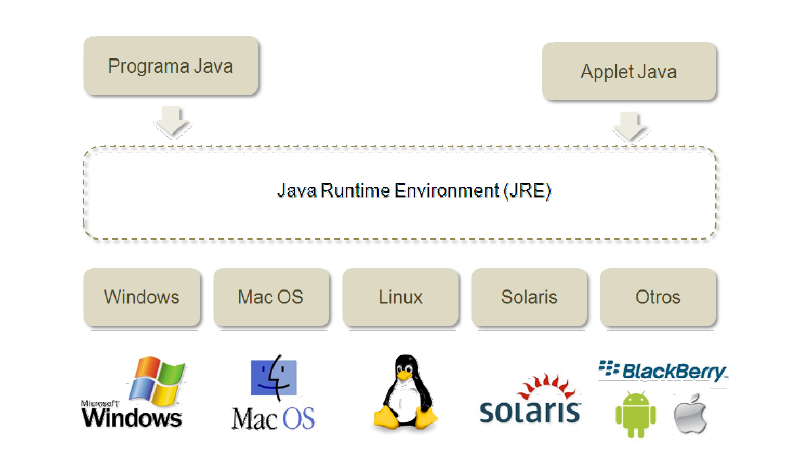 Programa Java
Applet Java
Java Runtime Environment (JRE)
Windows
Mac OS
Linux
Solaris
Otros
Microsoft
Windows
Mac OS
solaris
BlackBerry